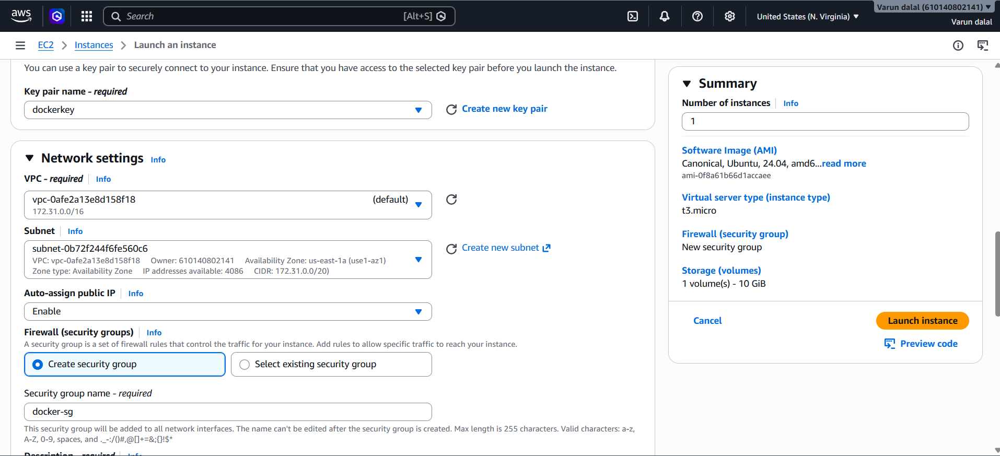 aws
Search [Alt+S]
United States (N. Virginia)
Varun dalal (610140802141)
Varun dalal
EC2 > Instances > Launch an instance
You can use a key pair to securely connect to your instance. Ensure that you have access to the selected key pair before you launch the instance.
Key pair name - required
dockerkey
Create new key pair
Network settings Info
VPC - required Info
vpc-0afe2a13e8d158f18 (default)
172.31.0.0/16
Subnet Info
subnet-0b72f244f6fe560c6
VPC: vpc-0afe2a13e8d158f18 Owner: 610140802141 Availability Zone: us-east-1a (use1-az1)
Zone type: Availability Zone IP addresses available: 4086 CIDR: 172.31.0.0/20)
Create new subnet
Auto-assign public IP Info
Enable
Firewall (security groups) Info
A security group is a set of firewall rules that control the traffic for your instance. Add rules to allow specific traffic to reach your instance.
Create security group
Select existing security group
Security group name - required
docker-sg
This security group will be added to all network interfaces. The name can't be edited after the security group is created. Max length is 255 characters. Valid characters: a-z,
A-Z, 0-9, spaces, and ._-:/()#,@[]+=&;{}!$*
Description - required Info
Summary
Number of instances Info
1
Software Image (AMI)
Canonical, Ubuntu, 24.04, amd6...read more
ami-0f8a61b66d1accaee
Virtual server type (instance type)
t3.micro
Firewall (security group)
New security group
Storage (volumes)
1 volume(s) - 10 GiB
Cancel
Launch instance
Preview code